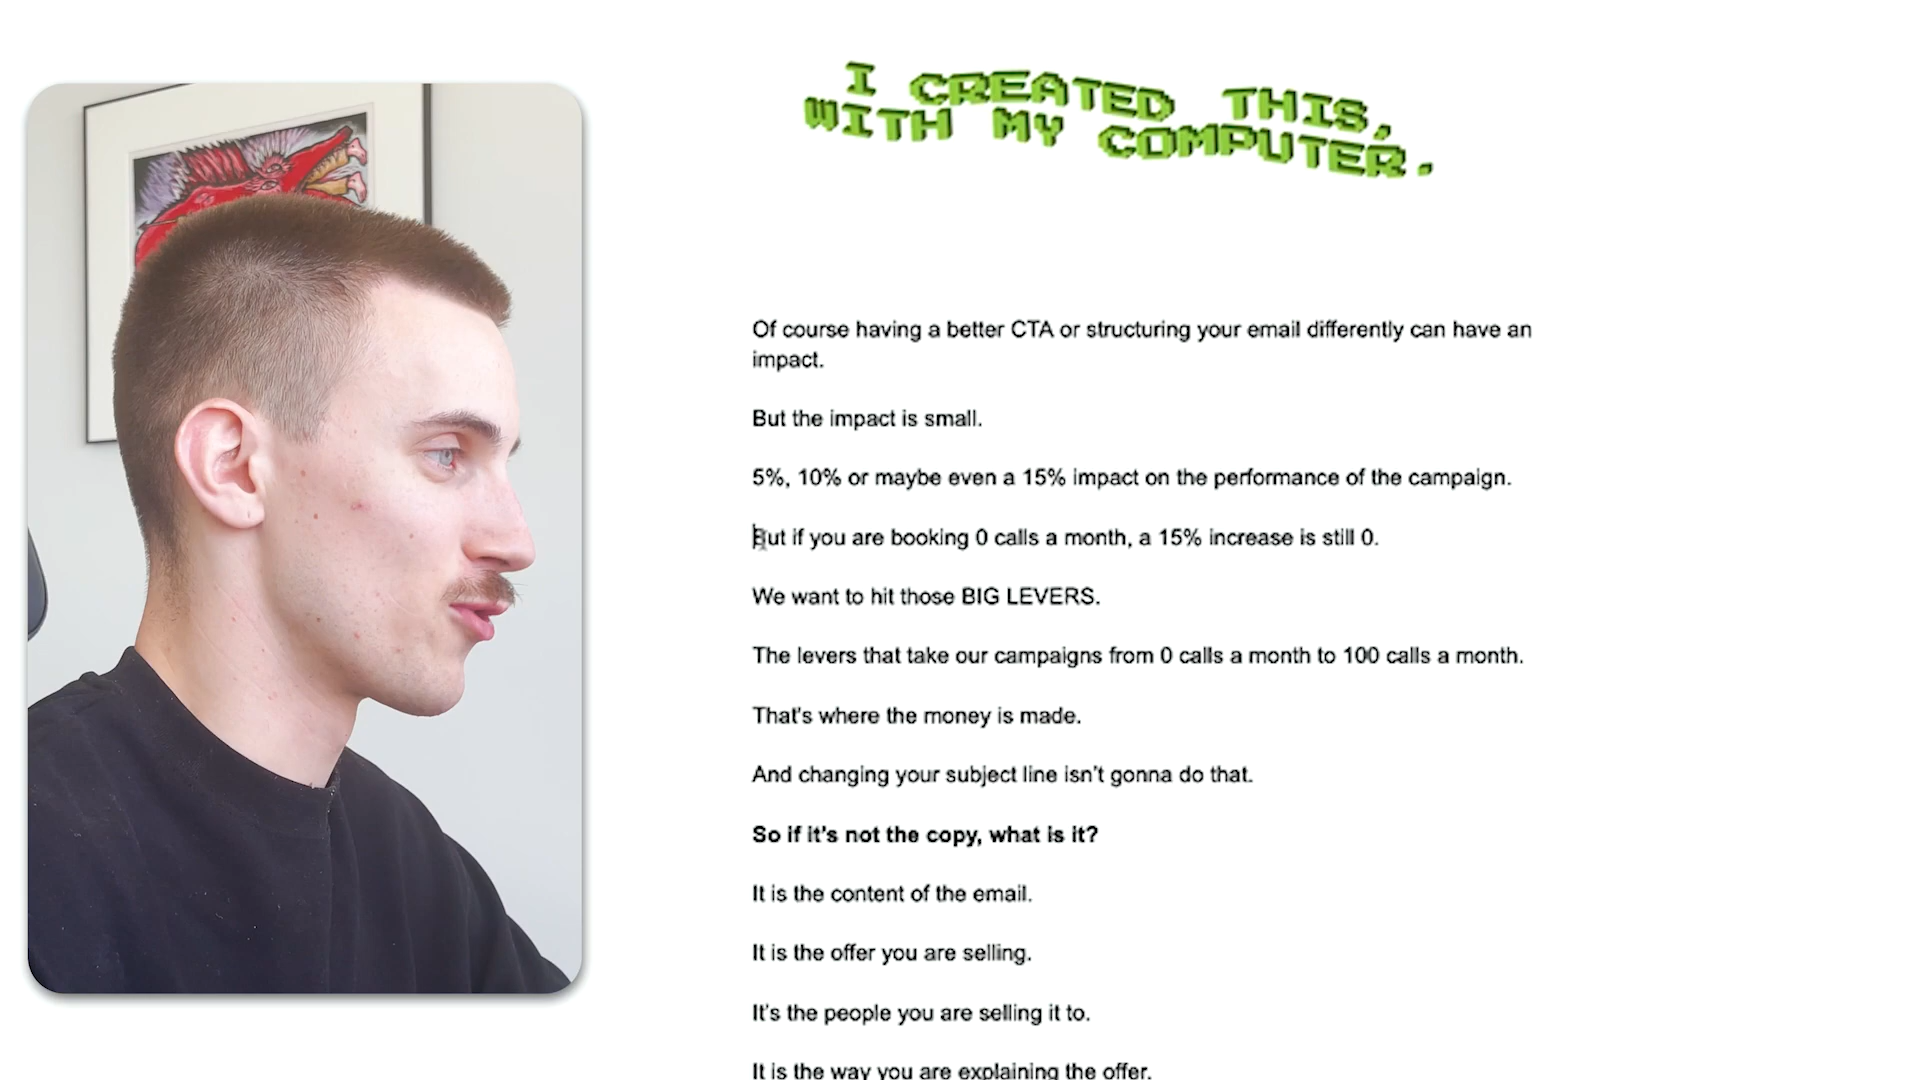 I CREATED THIS,
WITH MY COMPUTER.
Of course having a better CTA or structuring your email differently can have an
impact.
But the impact is small.
5%, 10% or maybe even a 15% impact on the performance of the campaign.
But if you are booking 0 calls a month, a 15% increase is still 0.
We want to hit those BIG LEVERS.
The levers that take our campaigns from 0 calls a month to 100 calls a month.
That's where the money is made.
And changing your subject line isn't gonna do that.
So if it's not the copy, what is it?
It is the content of the email.
It is the offer you are selling.
It's the people you are selling it to.
It is the way you are explaining the offer.